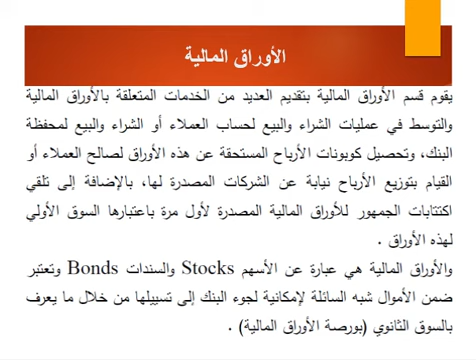 الأوراق المالية
يقوم قسم الأوراق المالية بتقديم العديد من الخدمات المتعلقة بالأوراق المالية
والتوسط في عمليات الشراء والبيع لحساب العملاء أو الشراء والبيع لمحفظة
البنك، وتحصيل كوبونات الأرباح المستحقة عن هذه الأوراق لصالح العملاء أو
القيام بتوزيع الأرباح نيابة عن الشركات المصدرة لها، بالإضافة إلى تلقي
اكتتابات الجمهور للأوراق المالية المصدرة لأول مرة باعتبارها السوق الأولي
لهذه الأوراق .
والأوراق المالية هي عبارة عن الأسهم Stocks والسندات Bonds وتعتبر
ضمن الأموال شبه السائلة لإمكانية لجوء البنك إلى تسييلها من خلال ما يعرف
بالسوق الثانوي (بورصة الأوراق المالية) .